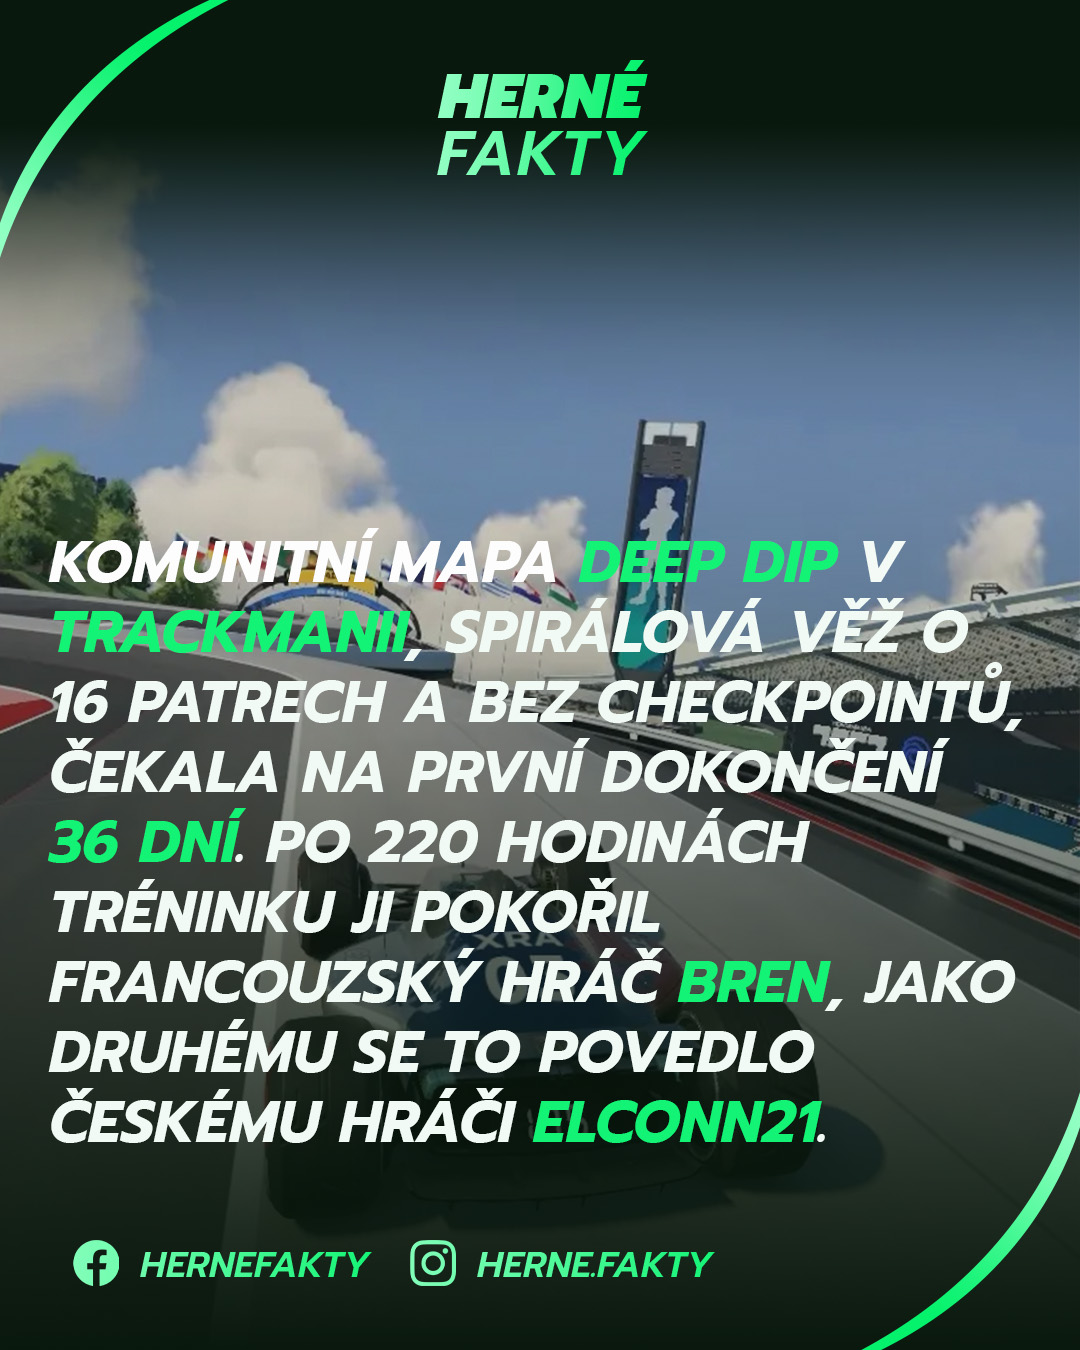 HERNÉ
FAKTY
KOMUNITNÍ MAPA DEEP DIP V
TRACKMANII, SPIRÁLOVÁ VĚŽ O
16 PATRECH A BEZ CHECKPOINTŮ,
ČEKALA NA PRVNÍ DOKONČENÍ
36 DNÍ. PO 220 HODINÁCH
TRÉNINKU JI POKOŘIL
FRANCOUZSKÝ HRÁČ BREN, JAKO
DRUHÉMU SE TO POVEDLO
ČESKÉMU HRÁČI ELCONN21.
XRA
HERNEFAKTY HERNE.FAKTY